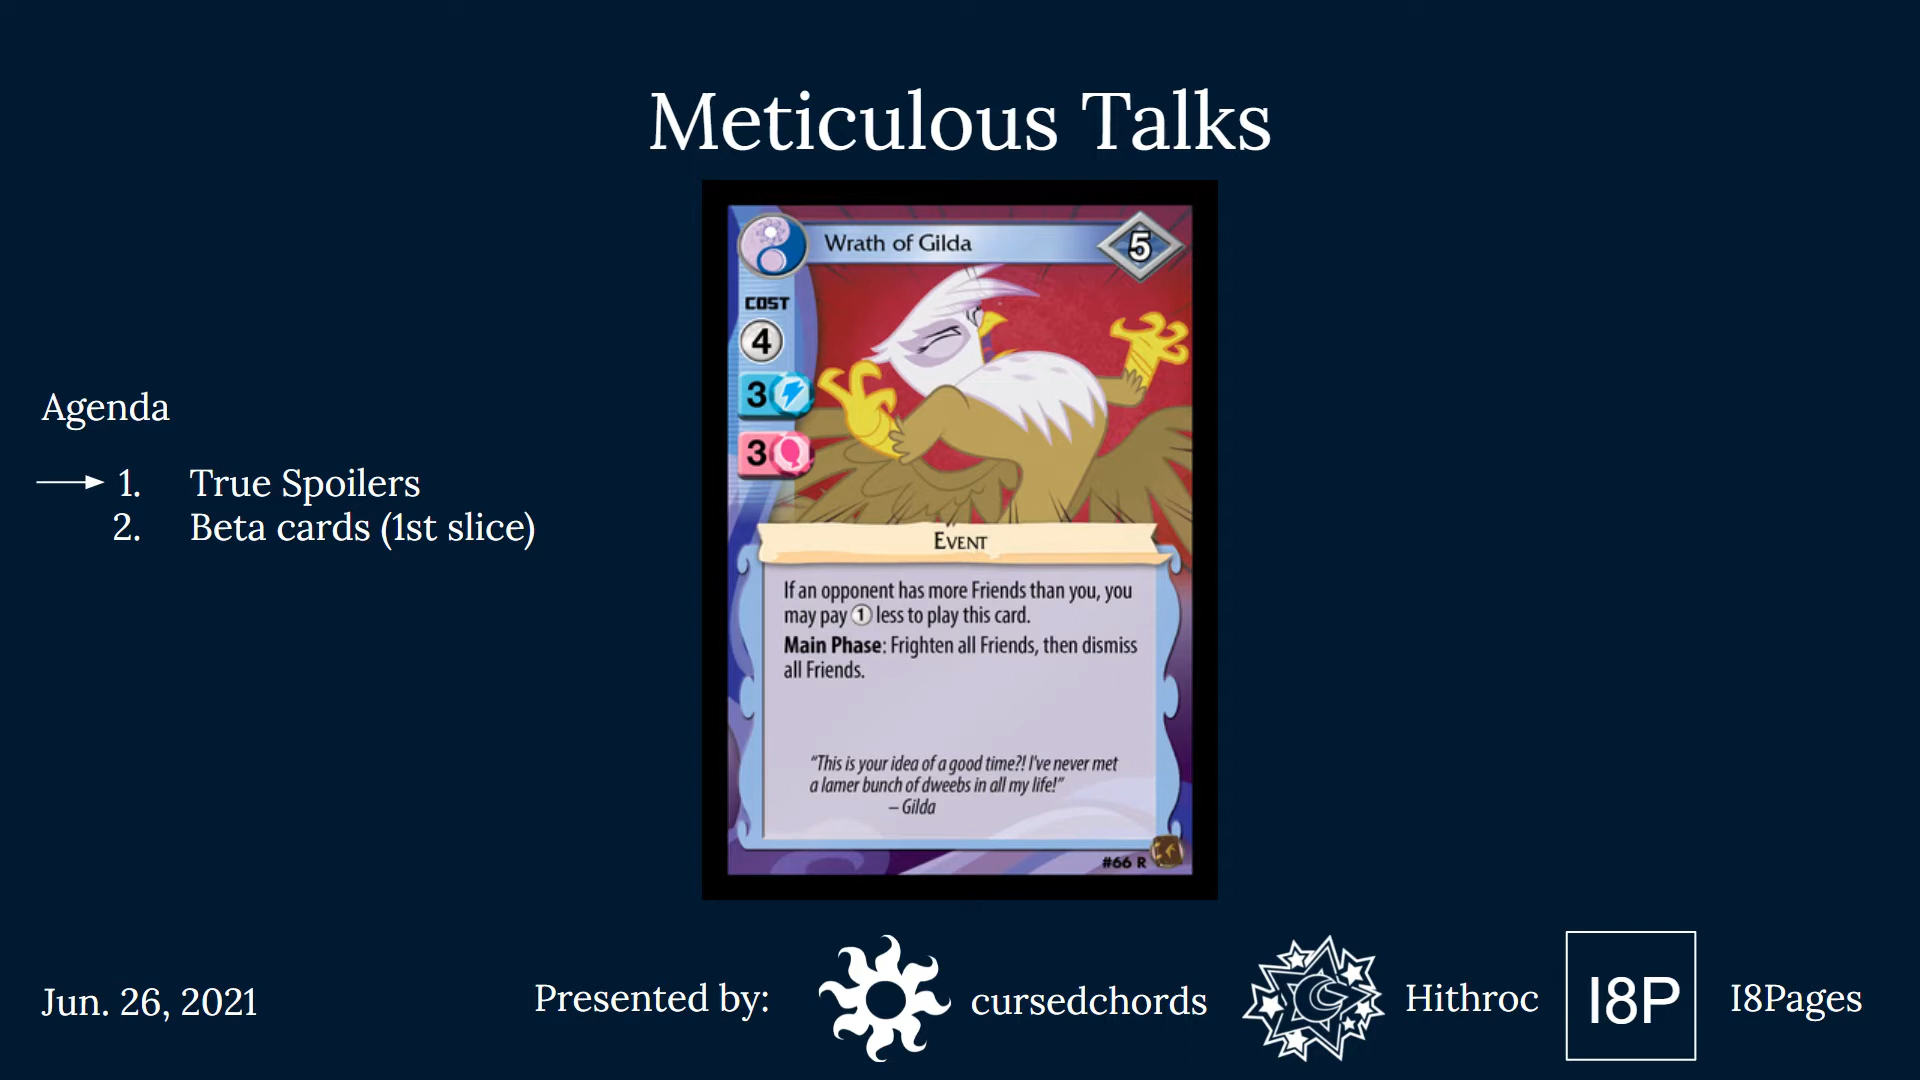 Meticulous Talks
Wrath of Gilda
5
COST
4
3
3
Agenda
1. True Spoilers
2. Beta cards (1st slice)
EVENT
If an opponent has more Friends than you, you
may pay 1 less to play this card.
Main Phase: Frighten all Friends, then dismiss
all Friends.
"This is your idea of a good time?! I've never met
a lamer bunch of dweebs in all my life!"
– Gilda
#66 R
Jun. 26, 2021
Presented by:
cursedchords
Hithroc
I8P
I8Pages